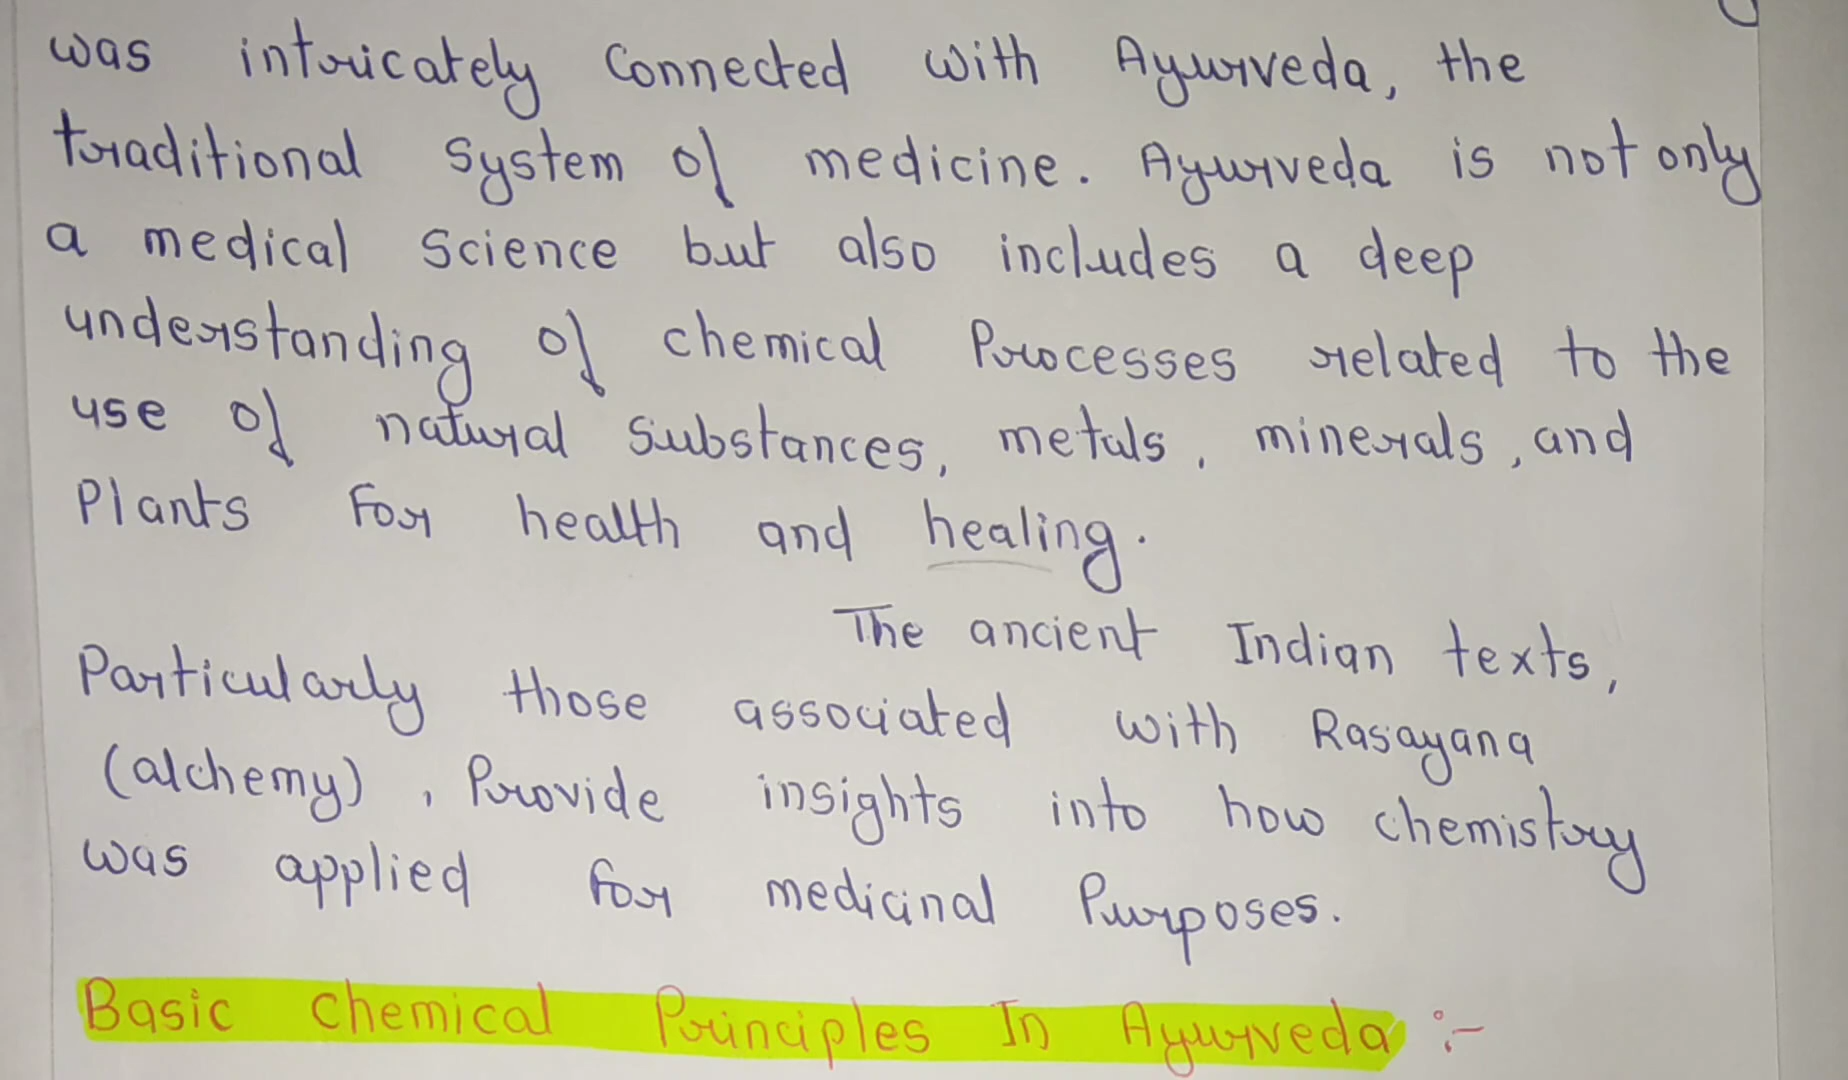 was intricately Connected with Ayurveda, the
traditional system of medicine. Ayurveda is not only
a medical science but also includes a deep
understanding of chemical Processes related to the
use of natural substances, metals, minerals, and
Plants For health and healing.
The ancient Indian texts,
Particularly those associated with Rasayana
(alchemy), Provide insights into how chemistry
was applied for medicinal Purposes.
Basic Chemical Principles In Ayurveda :-